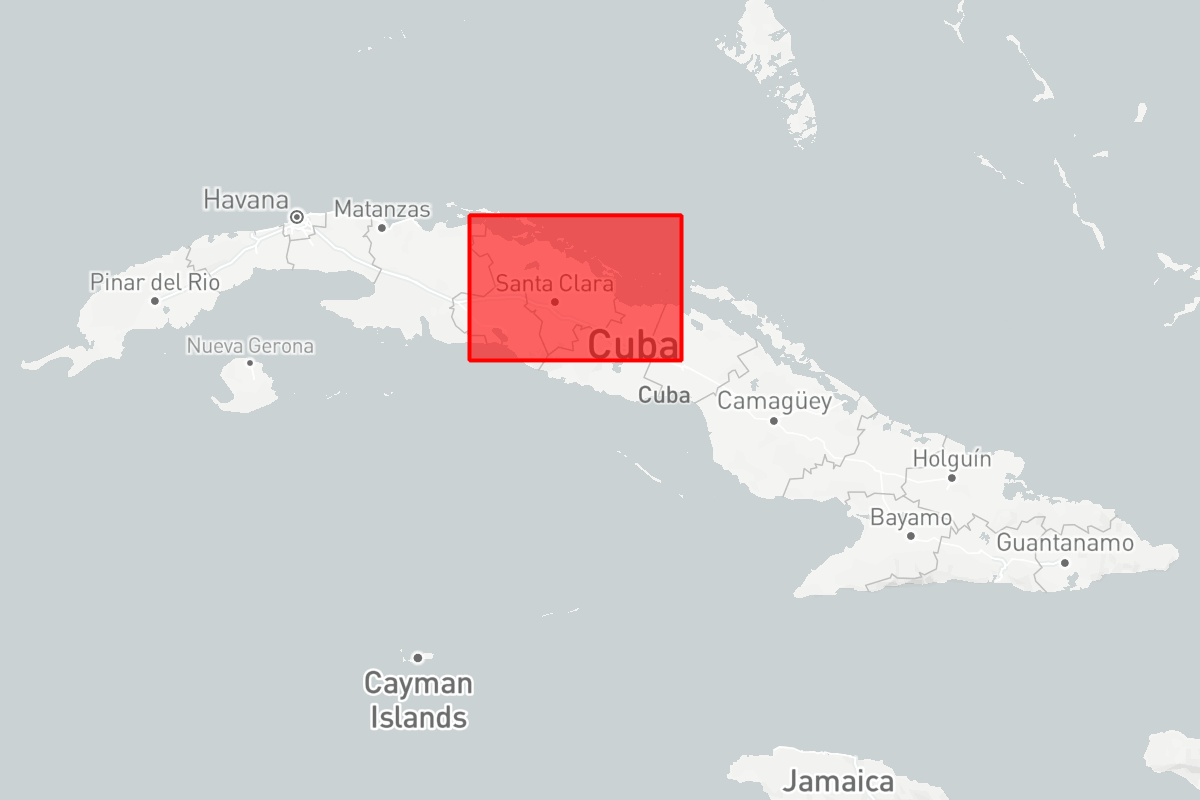 Havana
Matanzas
Pinar del Rio
Santa Clara
Nueva Gerona
Cuba
Cuba
Camagüey
Holguín
Bayamo
Guantanamo
Cayman
Islands
Jamaica